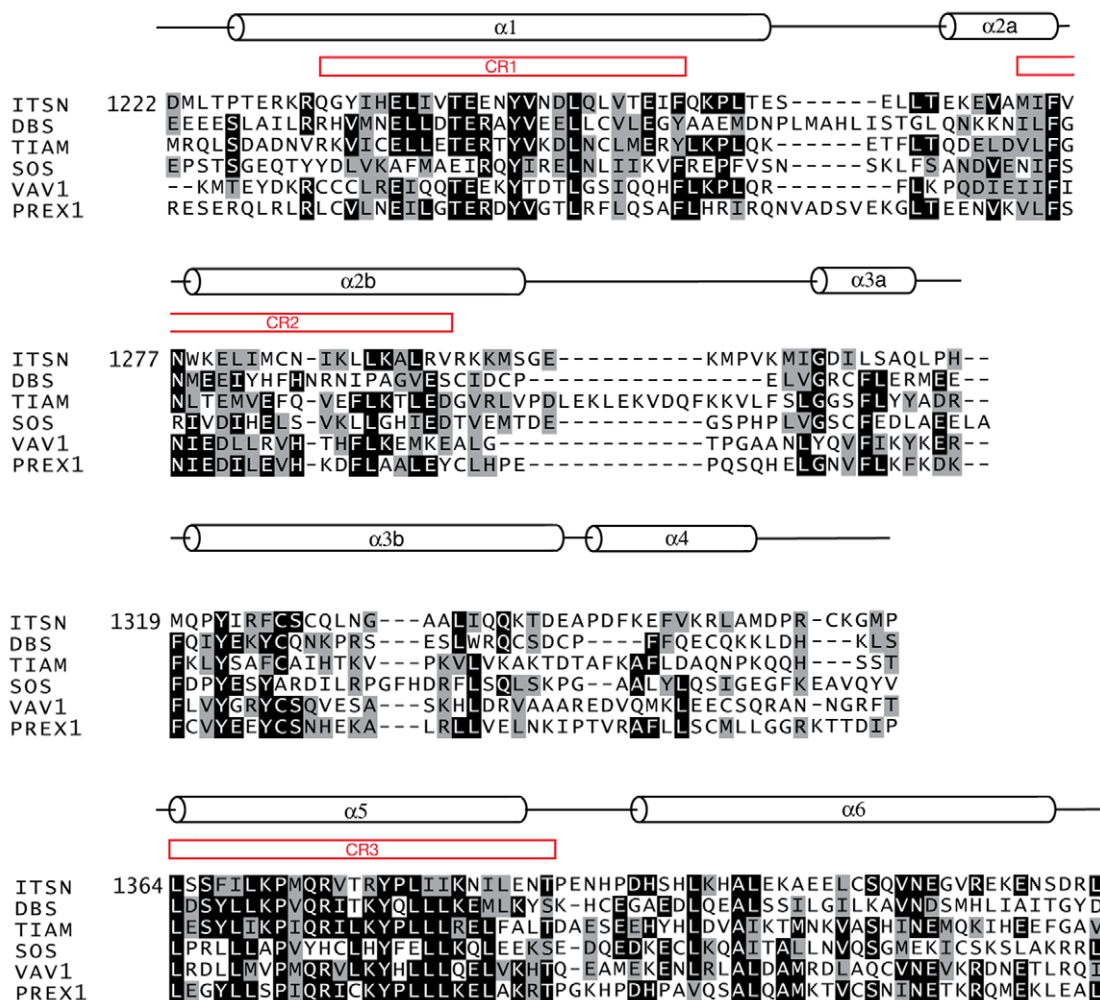 α1 α2a
CR1
ITSN 1222 DMLTPTERKRQGYIHELIVTEENYVNDLQLVTEIFQKPLTES------ELLTEKEVAMIFV
DBS EEEESLAILRRHVMNELLDTERAYVEELLCVLEGYAAEMDNPLMAHLISTGLQNKKNILFG
TIAM MRQLSDADNVRKVICELLETERTYVKDLNCLMERYLKPLQK------ETFLTQDELDVLFG
SOS EPSTSGEQTYYDLVKAFMAEIRQYIRELNLIIKVFREPFVSN-----SKLFSANDVENIFS
VAV1 --KMTEYDKRCCCLREIQQTEEKYTDTLGSIQQHFLKPLQR--------FLKPQDIEIIFI
PREX1 RESERQLRLRLCVLNEILGTERDYVGTLRFLQSAFLHRIRQNVADSVEKGLTEENVKVLFS
α2b α3a
CR2
ITSN 1277 NWKELIMCN-IKLLKALRVRKKMSGE----------KMPVKMIGDILSAQLPH--
DBS NMEEIYHFHNRNIPAGVESCIDCP----------------ELVGRCFLERMEE--
TIAM NLTEMVEFQ-VEFLKTLEDGVRLVPDLEKLEKVDQFKKVLFSLGGSFLYYADR--
SOS RIVDIHELS-VKLLGHIEDTVEMTDE----------GSPHPLVGSCFEDLAEELA
VAV1 NIEDLLRVH-THFLKEMKEALG--------------TPGAANLYQVFIKYKER--
PREX1 NIEDILEVH-KDFLAALEYCLHPE------------PQSQHELGNVFLKFKDK--
α3b α4
ITSN 1319 MQPYIRFCSCQLNG---AALIQQKTDEAPDFKEFVKRLAMDPR-CKGMP
DBS FQIYEKYCQNKPRS---ESLWRQCSDCP----FFQECQKKLDH---KLS
TIAM FKLYSAFCAIHTKV---PKVLVKAKTDTAFKAFLDAQNPKQQH---SST
SOS FDPYESYARDILRPGFHDRFLSQLSKPG--AALYLQSIGEGFKEAVQYV
VAV1 FLVYGRYCSQVESA---SKHLDRVAAAREDVQMKLEECSQRAN-NGRFT
PREX1 FCVYEEYCSNHEKA---LRLLVELNKIPTVRAFLLSCMLLGGRKTTDIP
α5 α6
CR3
ITSN 1364 LSSFILKPMQRVTRYPLIIKNILENTPENHPDHSHLKHALEKAEELCSQVNEGVREKENSDRL
DBS LDSYLLKPVQRITKYQLLLKEMLKYSK-HCEGAEDLQEALSSILGILKAVNDSMHLIAITGYD
TIAM LESYLIKPIQRILKYPLLLRELFALTDAESEEHYHLDVAIKTMNKVASHINEMQKIHEEFGAV
SOS LPRLLLAPVYHCLHYFELLKQLEEKSE-DQEDKECLKQAITALLNVQSGMEKICSKSLAKRRL
VAV1 LRDLLMVPMQRVLKYHLLLQELVKHTQ-EAMEKENLRLALDAMRDLAQCVNEVKRDNETLRQI
PREX1 LEGYLLSPIQRICKYPLLLKELAKRTPGKHPDHPAVQSALQAMKTVCSNINETKRQMEKLEAL